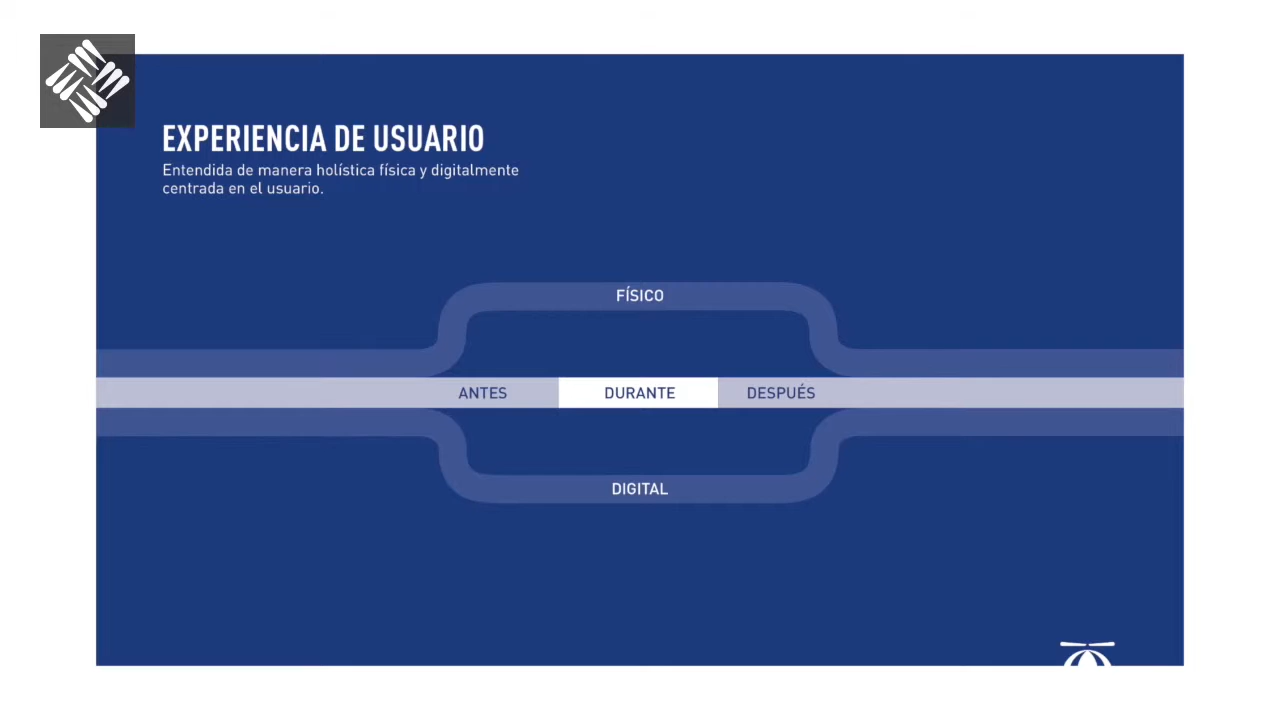 EXPERIENCIA DE USUARIO
Entendida de manera holística física y digitalmente
centrada en el usuario.
FÍSICO
ANTES
DURANTE
DESPUÉS
DIGITAL